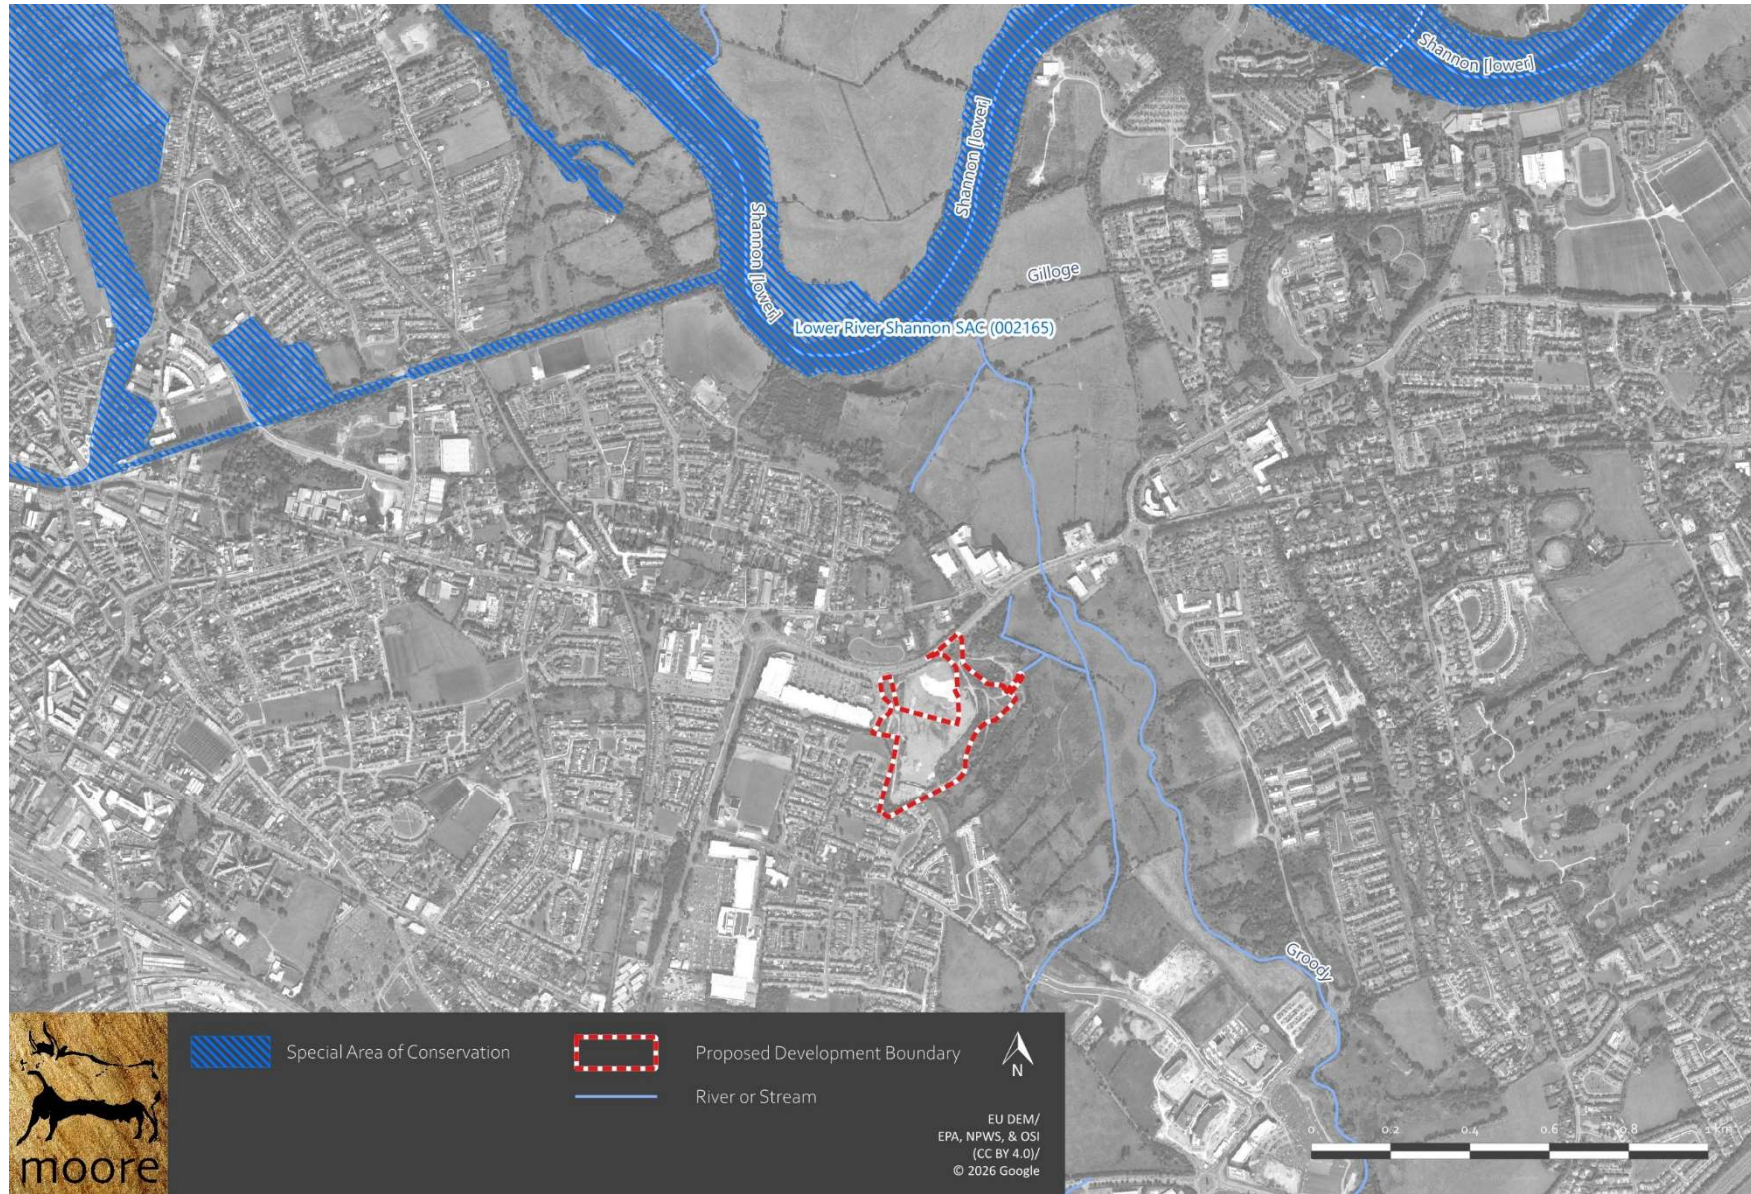 Shannon [lower]
Shannon [lower]
Shannon [lower]
Gilloge
Lower River Shannon SAC (002165)
Groody
Special Area of Conservation
Proposed Development Boundary
River or Stream
N
EU DEM/
EPA, NPWS, & OSI
(CC BY 4.0)/
© 2026 Google
0 0.2 0.4 0.6 0.8 1 km
moore